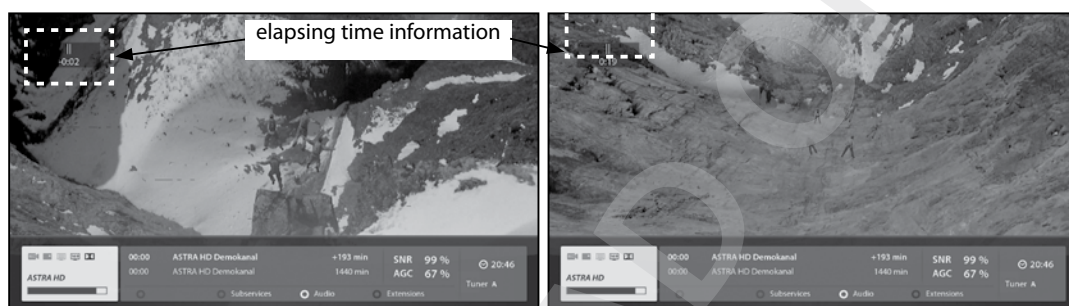 elapsing time information
-0:02
0:19
ASTRA HD
00:00 ASTRA HD Demokanal +193 min
00:00 ASTRA HD Demokanal 1440 min
SNR 99 %
AGC 67 %
20:46
Tuner A
Subservices Audio Extensions
ASTRA HD
00:00 ASTRA HD Demokanal +193 min
00:00 ASTRA HD Demokanal 1440 min
SNR 99 %
AGC 67 %
20:46
Tuner A
Subservices Audio Extensions